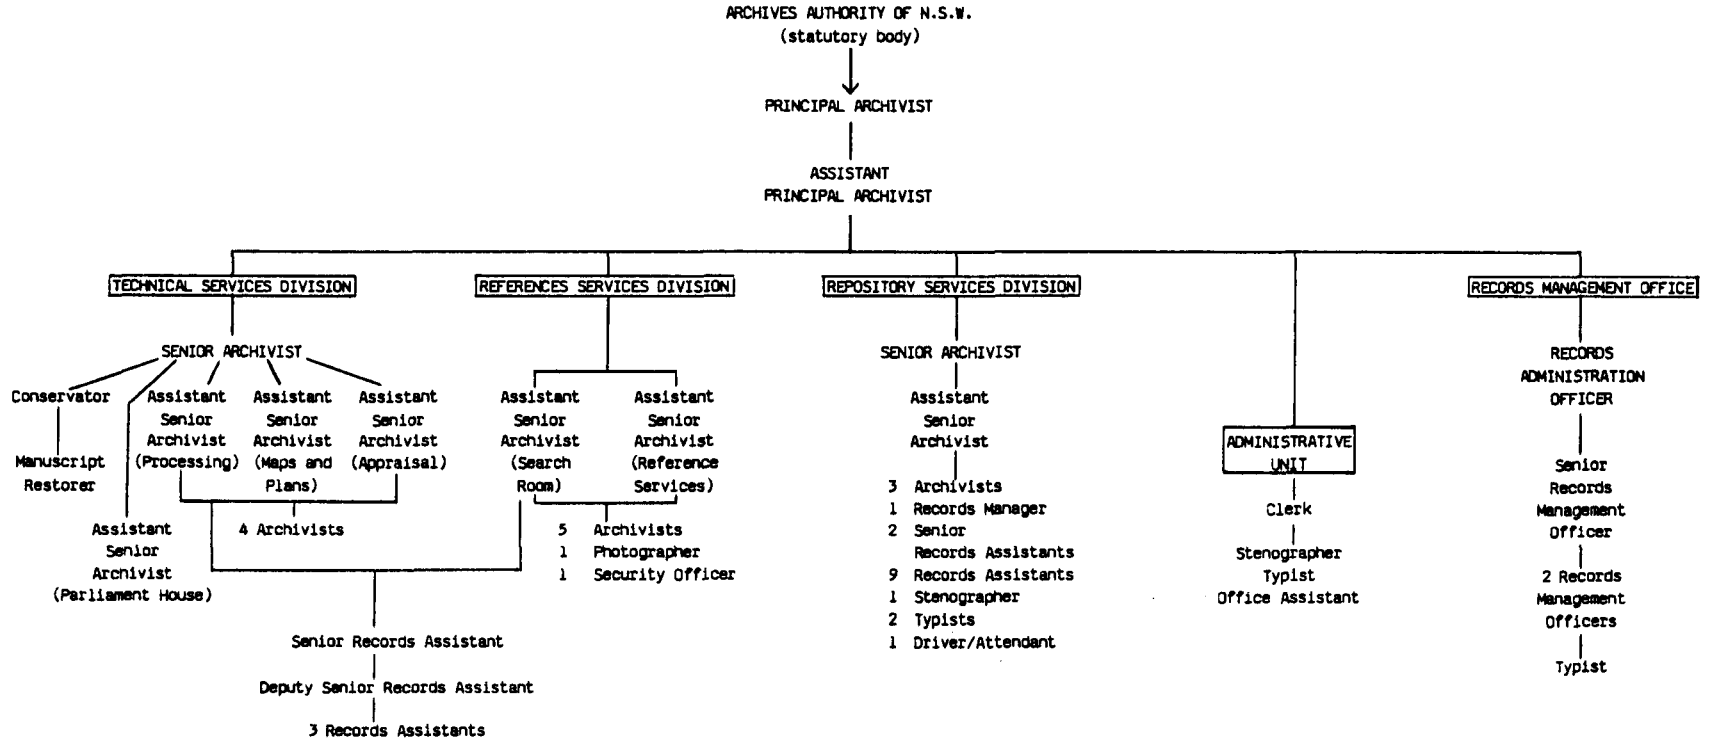 ARCHIVES AUTHORITY OF N.S.W.
(statutory body)
PRINCIPAL ARCHIVIST
ASSISTANT
PRINCIPAL ARCHIVIST
TECHNICAL SERVICES DIVISION
SENIOR ARCHIVIST
Conservator
Manuscript
Restorer
Assistant
Senior
Archivist
(Parliament House)
Assistant
Senior
Archivist
(Processing)
Assistant
Senior
Archivist
(Maps and
Plans)
Assistant
Senior
Archivist
(Appraisal)
4 Archivists
REFERENCES SERVICES DIVISION
Assistant
Senior
Archivist
(Search
Room)
Assistant
Senior
Archivist
(Reference
Services)
5 Archivists
1 Photographer
1 Security Officer
Senior Records Assistant
Deputy Senior Records Assistant
3 Records Assistants
REPOSITORY SERVICES DIVISION
SENIOR ARCHIVIST
Assistant
Senior
Archivist
3 Archivists
1 Records Manager
2 Senior
Records Assistants
9 Records Assistants
1 Stenographer
2 Typists
1 Driver/Attendant
ADMINISTRATIVE
UNIT
Clerk
Stenographer
Typist
Office Assistant
RECORDS MANAGEMENT OFFICE
RECORDS
ADMINISTRATION
OFFICER
Senior
Records
Management
Officer
2 Records
Management
Officers
Typist